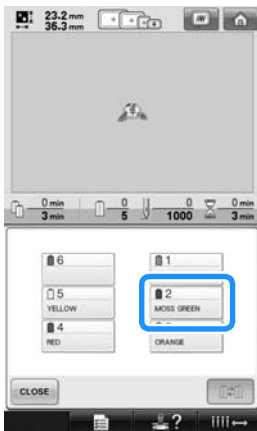 23.2 mm
36.3 mm
0 min
3 min
0
5
0
1000
0 min
3 min
6
1
5
YELLOW
2
MOSS GREEN
4
RED
ORANGE
CLOSE
?